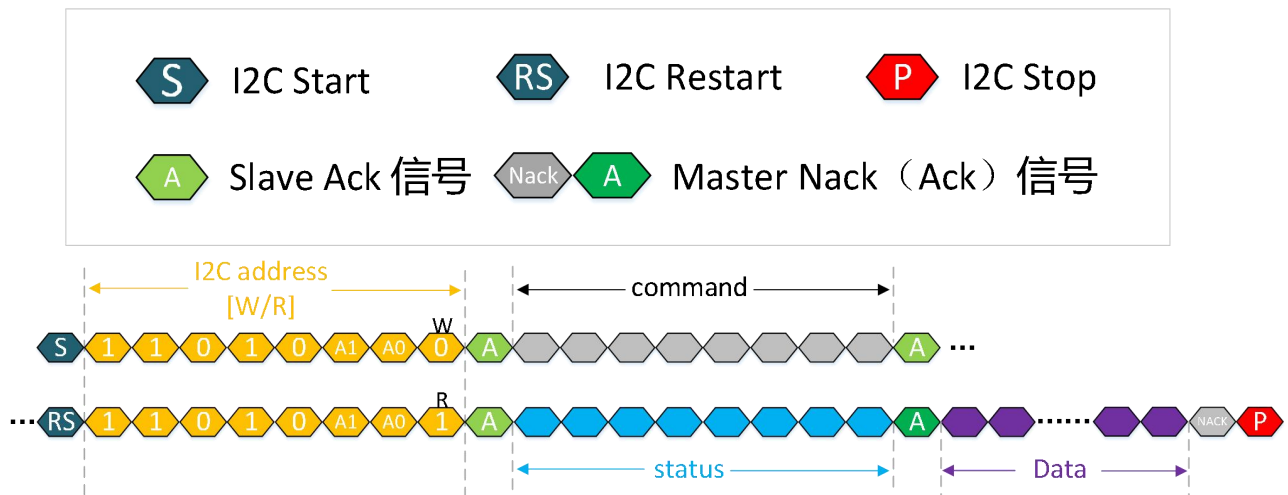 S I2C Start RS I2C Restart P I2C Stop
A Slave Ack 信号 Nack A Master Nack（Ack）信号
I2C address
[W/R]
command
W
S 1 1 0 1 0 A1 A0 0 A A ...
R
...RS 1 1 0 1 0 A1 A0 1 A A ...... NACK P
status
Data